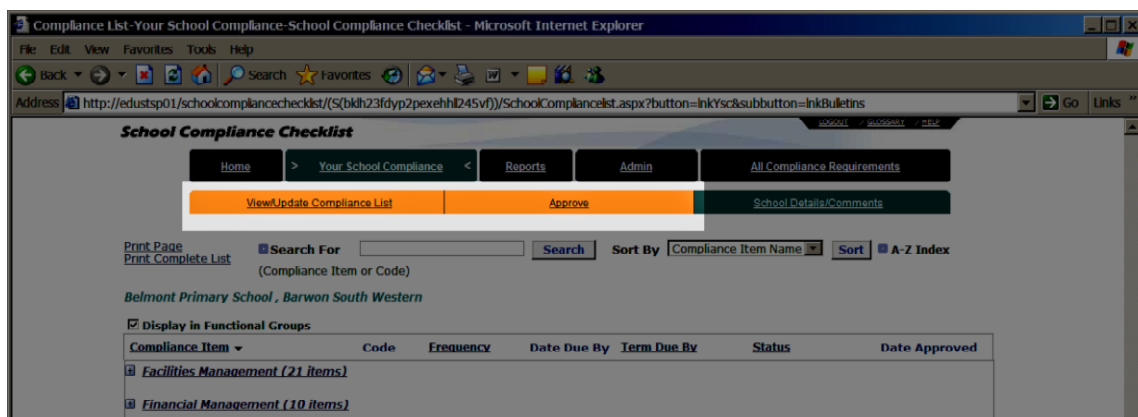 Compliance List-Your School Compliance-School Compliance Checklist - Microsoft Internet Explorer
File Edit View Favorites Tools Help
Back Search Favorites
Address http://edustsp01/schoolcompliancechecklist/(S(bklh23fdyp2pexehhll245vf))/SchoolCompliancelist.aspx?button=lnkYsc&subbutton=lnkBulletins Go Links »
School Compliance Checklist LOGOUT / GLOSSARY / HELP
Home > Your School Compliance < Reports Admin All Compliance Requirements
View/Update Compliance List Approve School Details/Comments
Print Page Search For Search Sort By Compliance Item Name Sort A-Z Index
Print Complete List
(Compliance Item or Code)
Belmont Primary School , Barwon South Western
Display in Functional Groups
Compliance Item Code Frequency Date Due By Term Due By Status Date Approved
Facilities Management (21 items)
Financial Management (10 items)